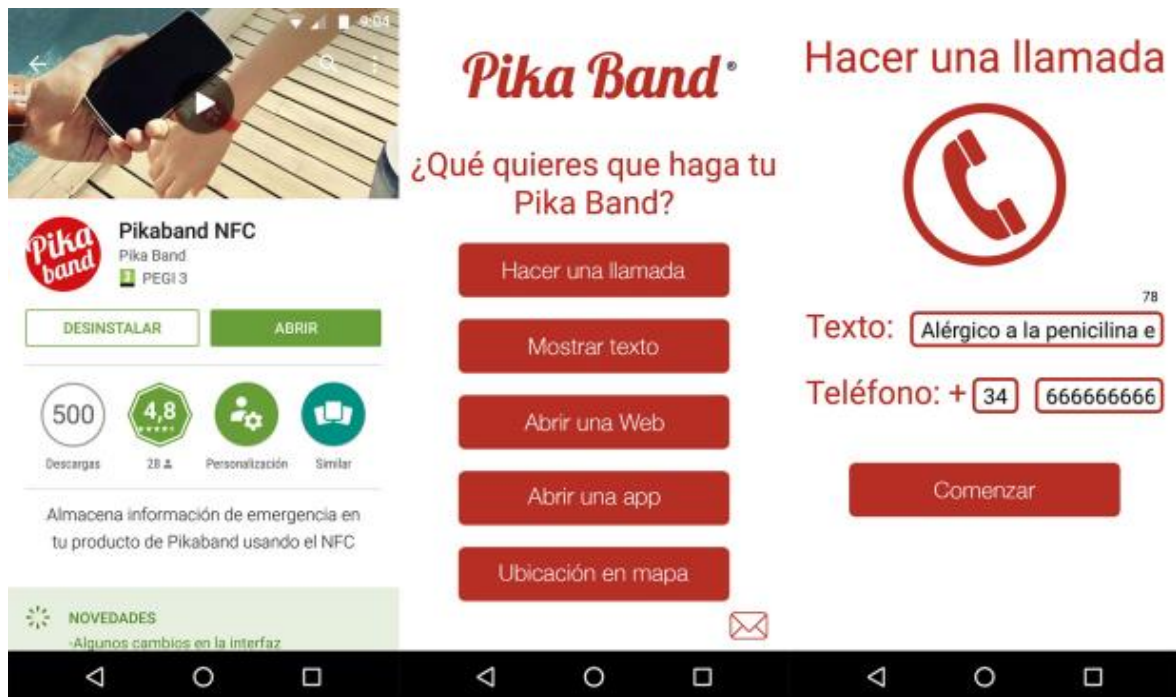 9:04
Pika
band
Pikaband NFC
Pika Band
3 PEGI 3
DESINSTALAR
ABRIR
500
4,8
Descargas
28
Personalización
Similar
Almacena información de emergencia en
tu producto de Pikaband usando el NFC
NOVEDADES
-Algunos cambios en la interfaz
Pika Band®
¿Qué quieres que haga tu
Pika Band?
Hacer una llamada
Mostrar texto
Abrir una Web
Abrir una app
Ubicación en mapa
Hacer una llamada
78
Texto: Alérgico a la penicilina e
Teléfono: + 34 666666666
Comenzar